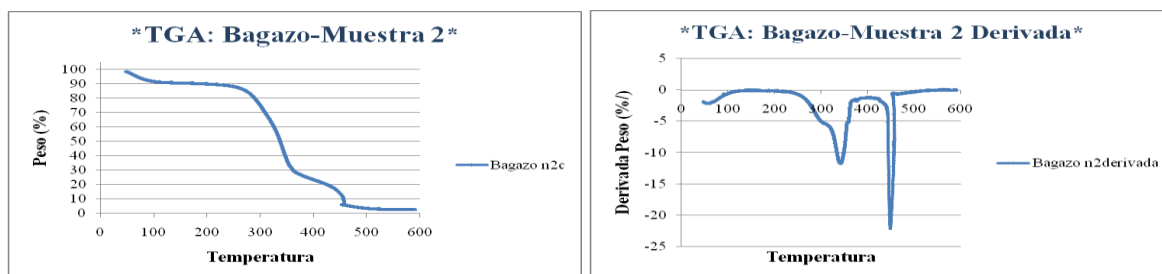 *TGA: Bagazo-Muestra 2*
100
90
80
70
60
50
40
30
20
10
0
Peso (%)
0 100 200 300 400 500 600
Temperatura
Bagazo n2c
*TGA: Bagazo-Muestra 2 Derivada*
5
0
-5
-10
-15
-20
-25
Derivada Peso (%/)
0 100 200 300 400 500 600
Temperatura
Bagazo n2derivada